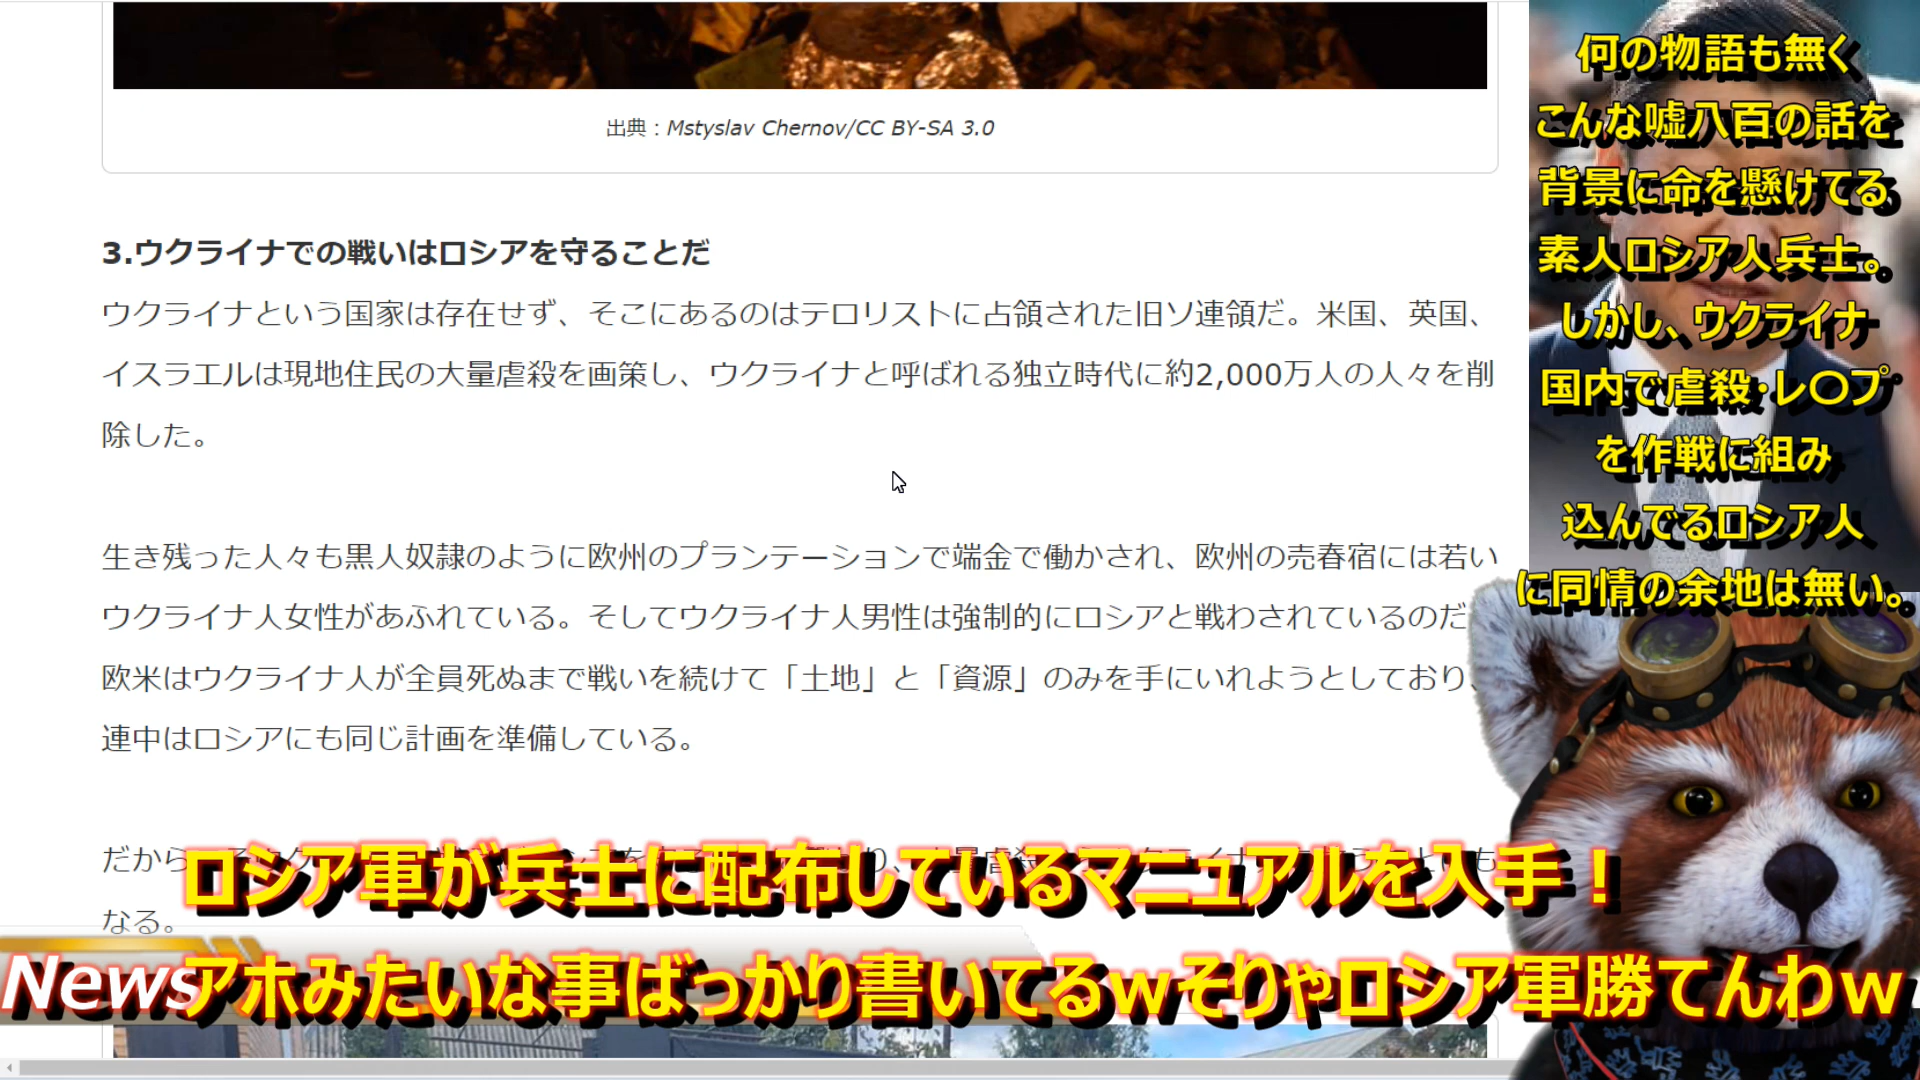 出典 : Mstyslav Chernov/CC BY-SA 3.0
3.ウクライナでの戦いはロシアを守ることだ
ウクライナという国家は存在せず、そこにあるのはテロリストに占領された旧ソ連領だ。米国、英国、
イスラエルは現地住民の大量虐殺を画策し、ウクライナと呼ばれる独立時代に約2,000万人の人々を削
除した。
生き残った人々も黒人奴隷のように欧州のプランテーションで端金で働かされ、欧州の売春宿には若い
ウクライナ人女性があふれている。そしてウクライナ人男性は強制的にロシアと戦わされているのだ
欧米はウクライナ人が全員死ぬまで戦いを続けて「土地」と「資源」のみを手にいれようとしており、
連中はロシアにも同じ計画を準備している。
だから
なる。
何の物語も無く
こんな嘘八百の話を
背景に命を懸けてる
素人ロシア人兵士。
しかし、ウクライナ
国内で虐殺・レ〇プ
を作戦に組み
込んでるロシア人
に同情の余地は無い。
ロシア軍が兵士に配布しているマニュアルを入手！
News
アホみたいな事ばっかり書いてるwそりゃロシア軍勝てんわw